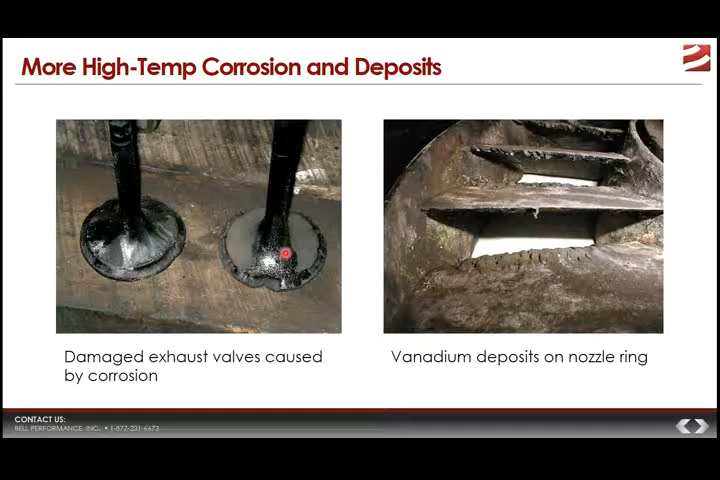 More High-Temp Corrosion and Deposits
Damaged exhaust valves caused
by corrosion
Vanadium deposits on nozzle ring
CONTACT US:
BELL PERFORMANCE, INC. • 1-877-231-6673